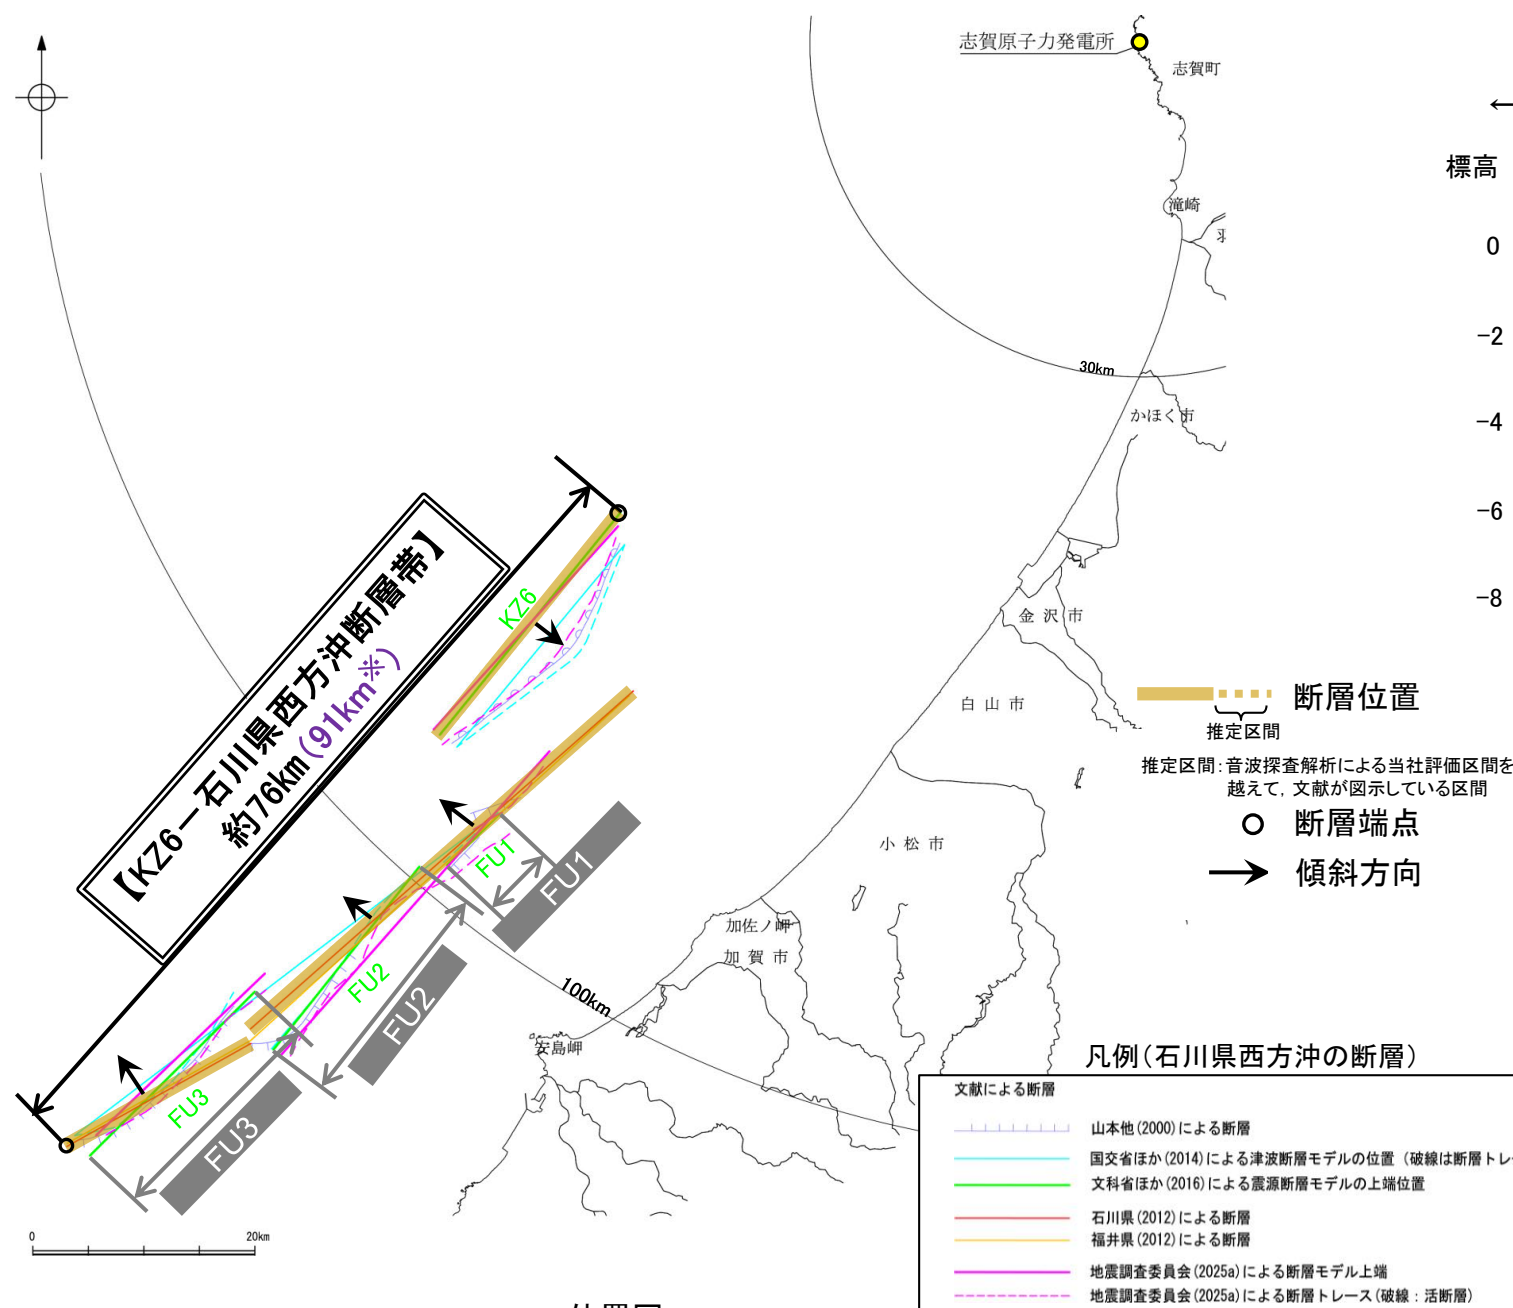 志賀原子力発電所
志賀町
←
標高
滝崎
0
-2
30km
かほく市
-4
-6
-8
【KZ6－石川県西方沖断層帯】
約76km(91km※)
KZ6
金沢市
白山市
断層位置
推定区間
推定区間：音波探査解析による当社評価区間を
越えて，文献が図示している区間
断層端点
傾斜方向
小松市
FU1
FU1
加佐ノ岬
加賀市
FU2
FU2
100km
安島岬
FU3
FU3
凡例(石川県西方沖の断層)
文献による断層
山本他(2000)による断層
国交省ほか(2014)による津波断層モデルの位置（破線は断層トレ
文科省ほか(2016)による震源断層モデルの上端位置
石川県(2012)による断層
福井県(2012)による断層
地震調査委員会(2025a)による断層モデル上端
地震調査委員会(2025a)による断層トレース(破線：活断層)
0 20km